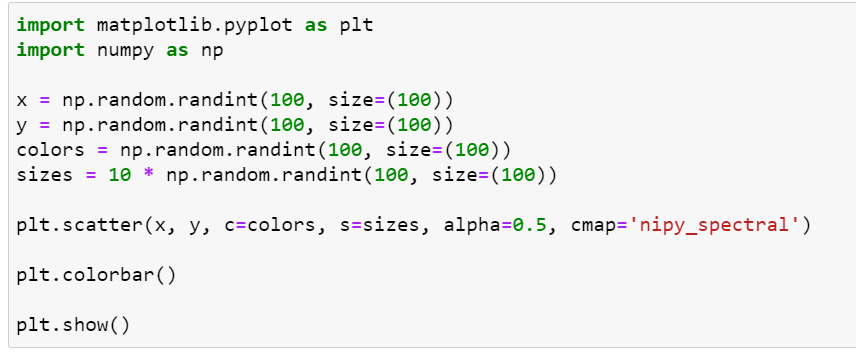 import matplotlib.pyplot as plt
import numpy as np
x = np.random.randint(100, size=(100))
y = np.random.randint(100, size=(100))
colors = np.random.randint(100, size=(100))
sizes = 10 * np.random.randint(100, size=(100))
plt.scatter(x, y, c=colors, s=sizes, alpha=0.5, cmap='nipy_spectral')
plt.colorbar()
plt.show()